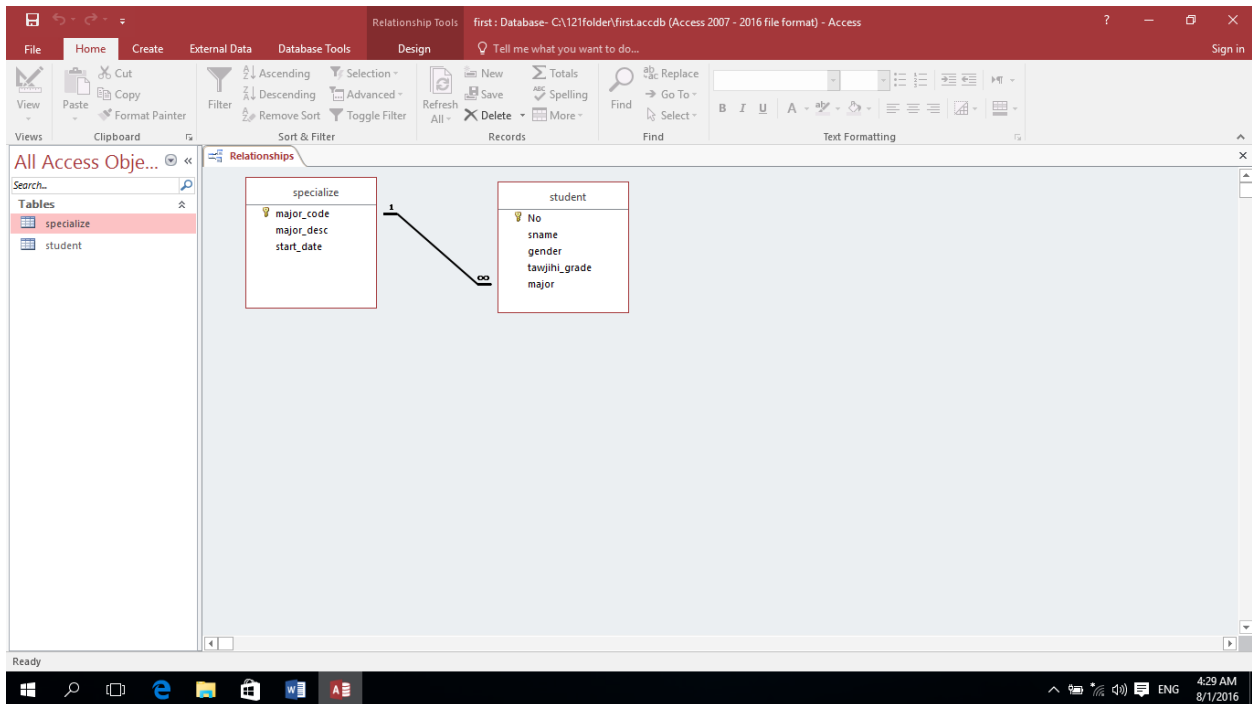 Relationship Tools first : Database- C:\121folder\first.accdb (Access 2007 - 2016 file format) - Access ?
File Home Create External Data Database Tools Design Tell me what you want to do... Sign in
View
Views
Paste
Cut
Copy
Format Painter
Clipboard
Filter
Ascending
Descending
Remove Sort
Selection
Advanced
Toggle Filter
Sort & Filter
Refresh
All
New
Save
Delete
Totals
Spelling
More
Records
Find
Replace
Go To
Select
Find
B I U A
Text Formatting
All Access Obje... «
Search...
Tables
specialize
student
Relationships
specialize
major_code
major_desc
start_date
1
∞
student
No
sname
gender
tawjihi_grade
major
Ready
ENG
4:29 AM
8/1/2016